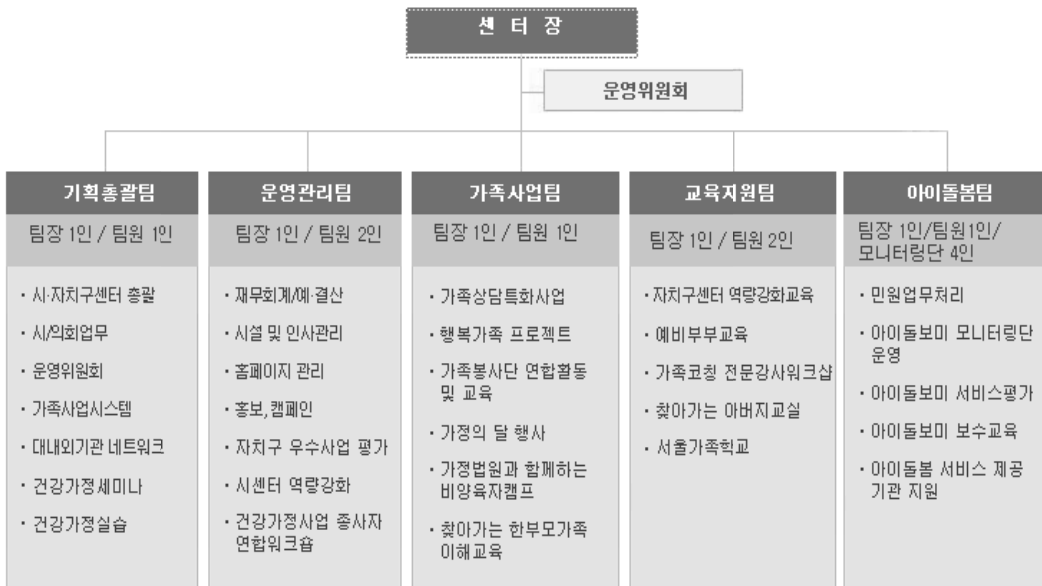 센 터 장
운영위원회
기획총괄팀
팀장 1인 / 팀원 1인
· 시·자치구센터 총괄
· 시/의회업무
· 운영위원회
· 가족사업시스템
· 대내외기관 네트워크
· 건강가정세미나
· 건강가정실습
운영관리팀
팀장 1인 / 팀원 2인
· 재무회계/예·결산
· 시설 및 인사관리
· 홈페이지 관리
· 홍보,캠페인
· 자치구 우수사업 평가
· 시센터 역량강화
· 건강가정사업 종사자
연합워크숍
가족사업팀
팀장 1인 / 팀원 1인
· 가족상담특화사업
· 행복가족 프로젝트
· 가족봉사단 연합활동
및 교육
· 가정의 달 행사
· 가정법원과 함께하는
비양육자캠프
· 찾아가는 한부모가족
이해교육
교육지원팀
팀장 1인 / 팀원 2인
· 자치구센터 역량강화교육
· 예비부부교육
· 가족코칭 전문강사워크샵
· 찾아가는 아버지교실
· 서울가족학교
아이돌봄팀
팀장 1인/팀원1인/
모니터링단 4인
· 민원업무처리
· 아이돌보미 모니터링단
운영
· 아이돌보미 서비스평가
· 아이돌보미 보수교육
· 아이돌봄 서비스 제공
기관 지원